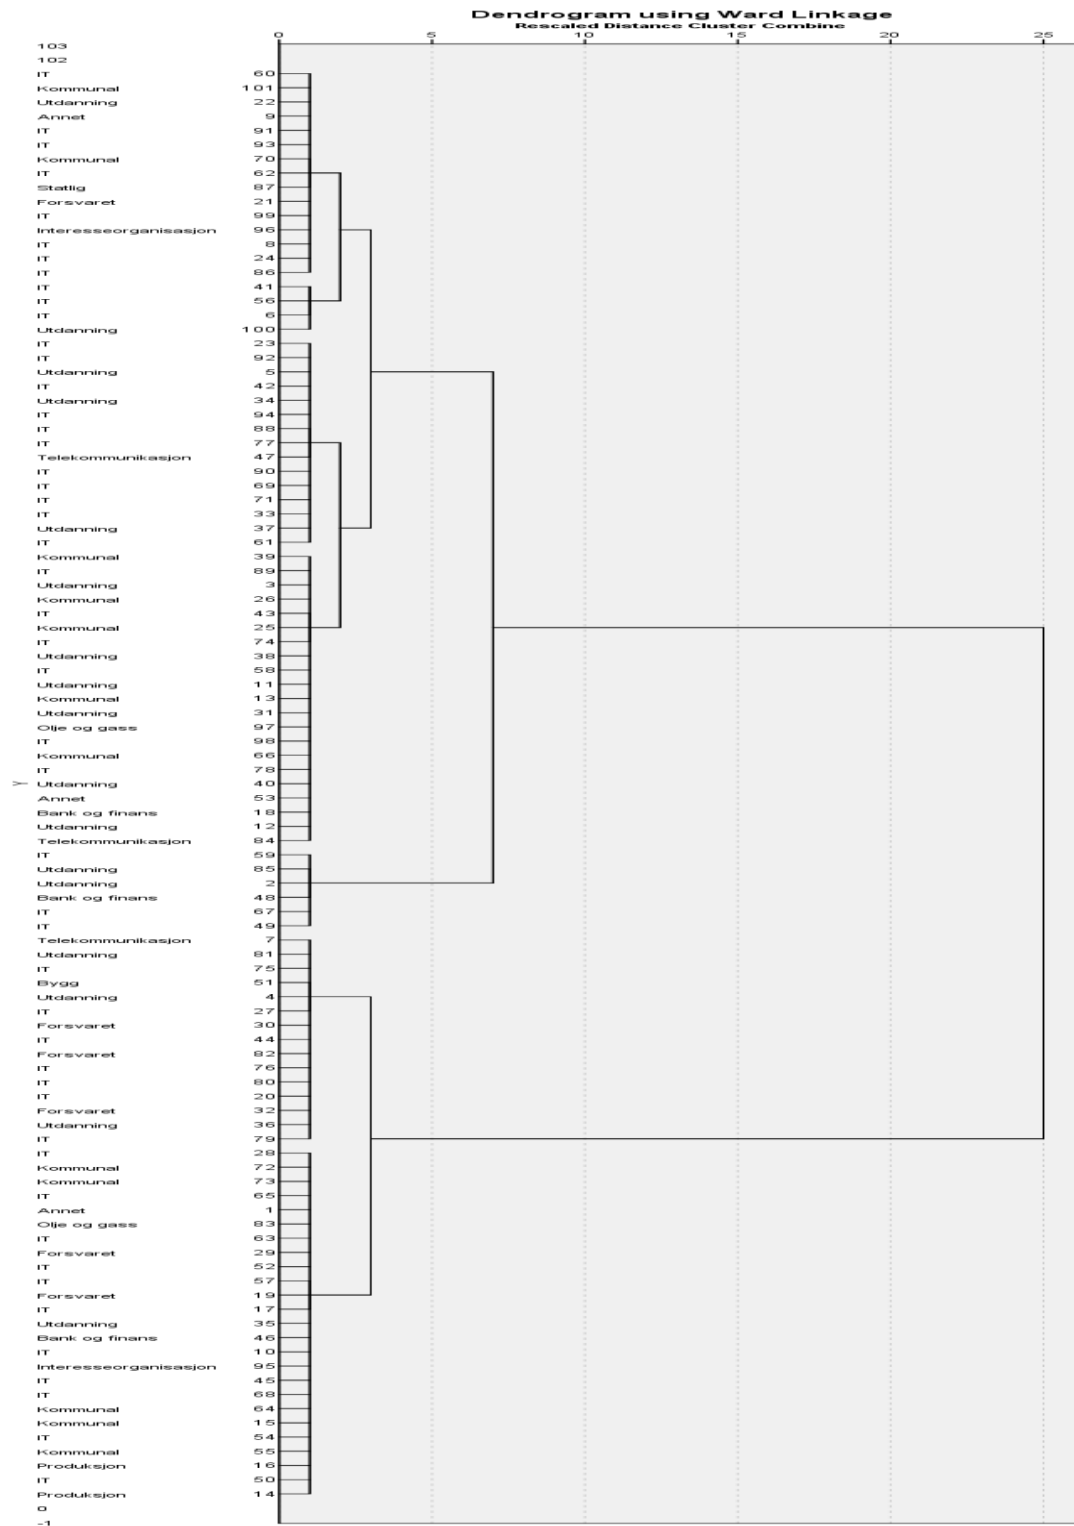 Dendrogram using Ward Linkage
Rescaled Distance Cluster Combine
0 5 10 15 20 25
103
102
IT 60
Kommunal 101
Utdanning 22
Annet 9
IT 91
IT 93
Kommunal 70
IT 62
Statlig 87
Forsvaret 21
IT 99
Interesseorganisasjon 96
IT 8
IT 24
IT 86
IT 41
IT 56
IT 6
Utdanning 100
IT 23
IT 92
Utdanning 5
IT 42
Utdanning 34
IT 94
IT 88
IT 77
Telekommunikasjon 47
IT 90
IT 69
IT 71
IT 33
Utdanning 37
IT 61
Kommunal 39
IT 89
Utdanning 3
Kommunal 26
IT 43
Kommunal 25
IT 74
Utdanning 38
IT 58
Utdanning 11
Kommunal 13
Utdanning 31
Olje og gass 97
IT 98
Kommunal 66
IT 78
Y Utdanning 40
Annet 53
Bank og finans 18
Utdanning 12
Telekommunikasjon 84
IT 59
Utdanning 85
Utdanning 2
Bank og finans 48
IT 67
IT 49
Telekommunikasjon 7
Utdanning 81
IT 75
Bygg 51
Utdanning 4
IT 27
Forsvaret 30
IT 44
Forsvaret 82
IT 76
IT 80
IT 20
Forsvaret 32
Utdanning 36
IT 79
IT 28
Kommunal 72
Kommunal 73
IT 65
Annet 1
Olje og gass 83
IT 63
Forsvaret 29
IT 52
IT 57
Forsvaret 19
IT 17
Utdanning 35
Bank og finans 46
IT 10
Interesseorganisasjon 95
IT 45
IT 68
Kommunal 64
Kommunal 15
IT 54
Kommunal 55
Produksjon 16
IT 50
Produksjon 14
0
-1